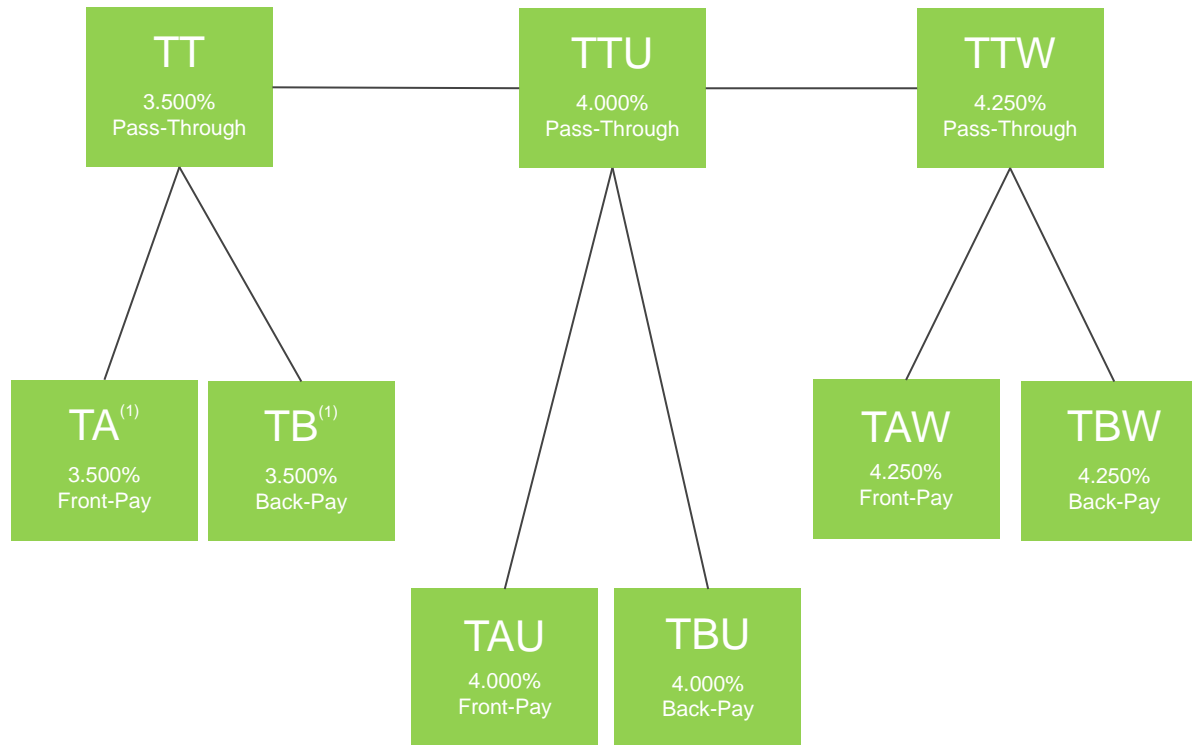 TT
3.500%
Pass-Through
TTU
4.000%
Pass-Through
TTW
4.250%
Pass-Through
TA(1)
3.500%
Front-Pay
TB(1)
3.500%
Back-Pay
TAW
4.250%
Front-Pay
TBW
4.250%
Back-Pay
TAU
4.000%
Front-Pay
TBU
4.000%
Back-Pay